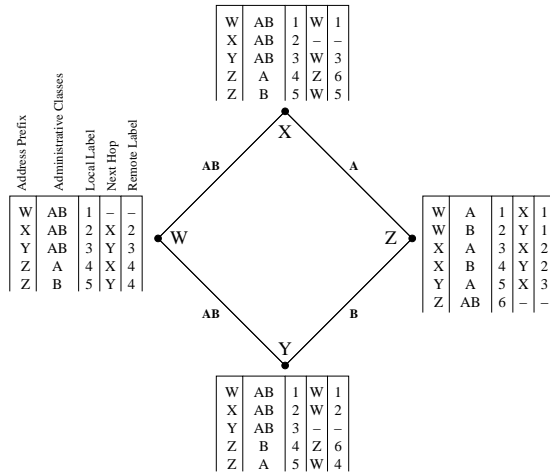 W AB 1 W 1
X AB 2 – –
Y AB 3 W 3
Z A 4 Z 6
Z B 5 W 5
X
AB
A
Address Prefix
Administrative Classes
Local Label
Next Hop
Remote Label
W AB 1 – –
X AB 2 X 2
Y AB 3 Y 3
Z A 4 X 4
Z B 5 Y 4
W
Z
W A 1 X 1
W B 2 Y 1
X A 3 X 2
X B 4 Y 2
Y A 5 X 3
Z AB 6 – –
AB
B
Y
W AB 1 W 1
X AB 2 W 2
Y AB 3 – –
Z B 4 Z 6
Z A 5 W 4